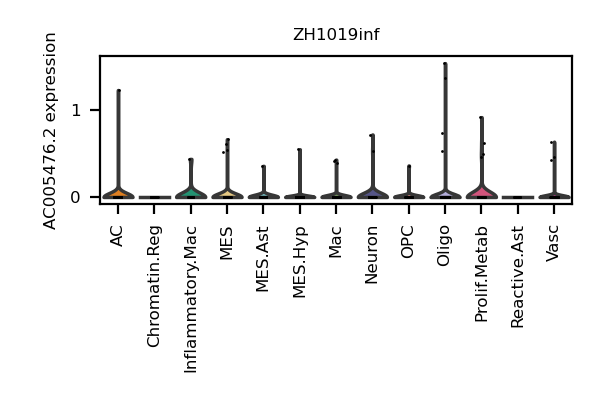 ZH1019inf
AC005476.2 expression
1
0
AC
Chromatin.Reg
Inflammatory.Mac
MES
MES.Ast
MES.Hyp
Mac
Neuron
OPC
Oligo
Prolif.Metab
Reactive.Ast
Vasc